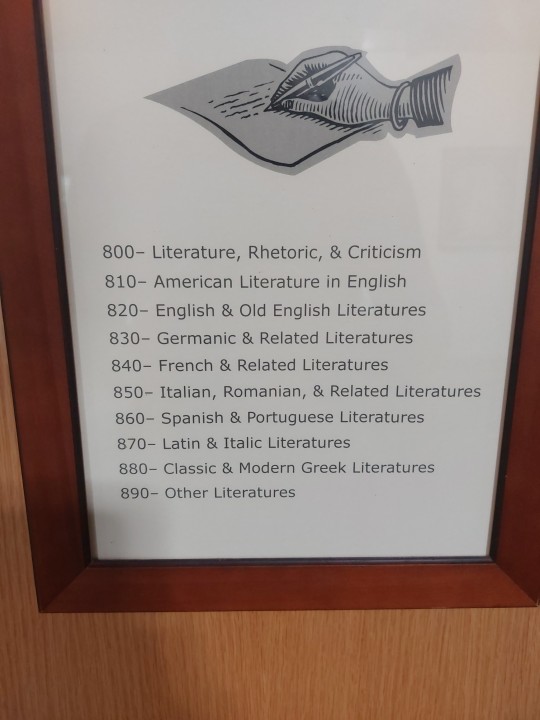 800– Literature, Rhetoric, & Criticism
810– American Literature in English
820– English & Old English Literatures
830– Germanic & Related Literatures
840– French & Related Literatures
850– Italian, Romanian, & Related Literatures
860– Spanish & Portuguese Literatures
870– Latin & Italic Literatures
880– Classic & Modern Greek Literatures
890– Other Literatures